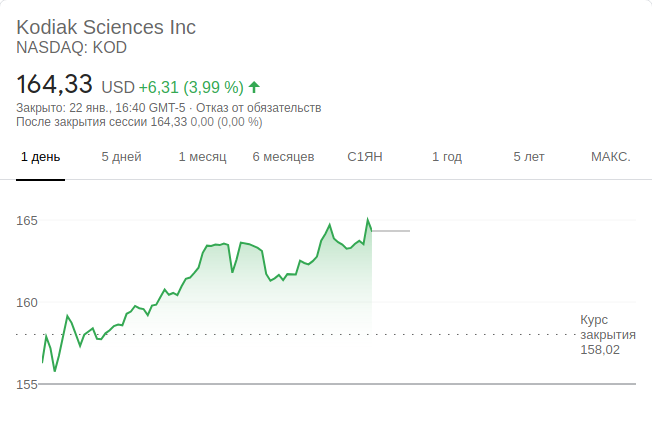 Kodiak Sciences Inc
NASDAQ: KOD
164,33 USD +6,31 (3,99 %)
Закрыто: 22 янв., 16:40 GMT-5 · Отказ от обязательств
После закрытия сессии 164,33 0,00 (0,00 %)
1 день 5 дней 1 месяц 6 месяцев С1ЯН 1 год 5 лет МАКС.
165
160
Курс
закрытия
158,02
155